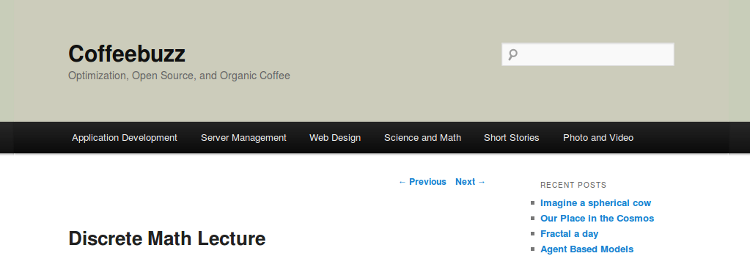 Coffeebuzz
Optimization, Open Source, and Organic Coffee
Application Development Server Management Web Design Science and Math Short Stories Photo and Video
← Previous Next →
Discrete Math Lecture
RECENT POSTS
Imagine a spherical cow
Our Place in the Cosmos
Fractal a day
Agent Based Models